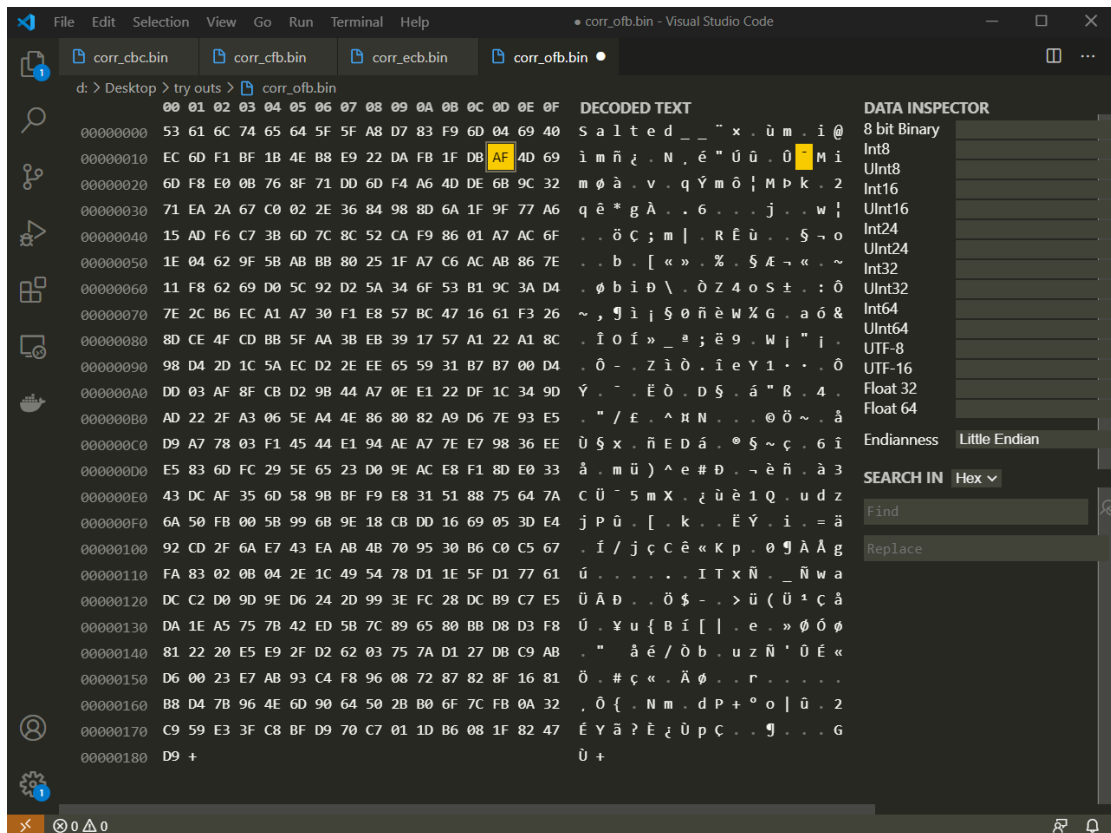 File Edit Selection View Go Run Terminal Help ● corr_ofb.bin - Visual Studio Code
corr_cbc.bin corr_cfb.bin corr_ecb.bin corr_ofb.bin ●
d: > Desktop > try outs > corr_ofb.bin
00 01 02 03 04 05 06 07 08 09 0A 0B 0C 0D 0E 0F DECODED TEXT DATA INSPECTOR
00000000 53 61 6C 74 65 64 5F 5F A8 D7 83 F9 6D 04 69 40 S a l t e d _ _ ¨ x . ù m . i @ 8 bit Binary
00000010 EC 6D F1 BF 1B 4E B8 E9 22 DA FB 1F DB AF 4D 69 ì m ñ ¿ . N ¸ é " Ú û . Û ¯ M i Int8
UInt8
00000020 6D F8 E0 0B 76 8F 71 DD 6D F4 A6 4D DE 6B 9C 32 m ø à . v . q Ý m ô ¦ M Þ k . 2 Int16
00000030 71 EA 2A 67 C0 02 2E 36 84 98 8D 6A 1F 9F 77 A6 q ê * g À . . 6 . . . j . . w ¦ UInt16
Int24
00000040 15 AD F6 C7 3B 6D 7C 8C 52 CA F9 86 01 A7 AC 6F . . ö Ç ; m | . R Ê ù . . § ¬ o UInt24
00000050 1E 04 62 9F 5B AB BB 80 25 1F A7 C6 AC AB 86 7E . . b . [ « » . % . § Æ ¬ « . ~ Int32
00000060 11 F8 62 69 D0 5C 92 D2 5A 34 6F 53 B1 9C 3A D4 . ø b i Ð \ . Ò Z 4 o S ± . : Ô UInt32
00000070 7E 2C B6 EC A1 A7 30 F1 E8 57 BC 47 16 61 F3 26 ~ , ¶ ì ¡ § 0 ñ è W ¼ G . a ó & Int64
UInt64
00000080 8D CE 4F CD BB 5F AA 3B EB 39 17 57 A1 22 A1 8C . Î O Í » _ ª ; ë 9 . W ¡ " ¡ . UTF-8
00000090 98 D4 2D 1C 5A EC D2 2E EE 65 59 31 B7 B7 00 D4 . Ô - . Z ì Ò . î e Y 1 · · . Ô UTF-16
000000A0 DD 03 AF 8F CB D2 9B 44 A7 0E E1 22 DF 1C 34 9D Ý . ¯ . Ë Ò . D § . á " ß . 4 . Float 32
000000B0 AD 22 2F A3 06 5E A4 4E 86 80 82 A9 D6 7E 93 E5 . " / £ . ^ ¤ N . . . © Ö ~ . å Float 64
000000C0 D9 A7 78 03 F1 45 44 E1 94 AE A7 7E E7 98 36 EE Ù § x . ñ E D á . ® § ~ ç . 6 î Endianness Little Endian
000000D0 E5 83 6D FC 29 5E 65 23 D0 9E AC E8 F1 8D E0 33 å . m ü ) ^ e # Ð . ¬ è ñ . à 3
000000E0 43 DC AF 35 6D 58 9B BF F9 E8 31 51 88 75 64 7A C Ü ¯ 5 m X . ¿ ù è 1 Q . u d z SEARCH IN Hex
000000F0 6A 50 FB 00 5B 99 6B 9E 18 CB DD 16 69 05 3D E4 j P û . [ . k . . Ë Ý . i . = ä Find
00000100 92 CD 2F 6A E7 43 EA AB 4B 70 95 30 B6 C0 C5 67 . Í / j ç C ê « K p . 0 ¶ À Å g Replace
00000110 FA 83 02 0B 04 2E 1C 49 54 78 D1 1E 5F D1 77 61 ú . . . . . . I T x Ñ . _ Ñ w a
00000120 DC C2 D0 9D 9E D6 24 2D 99 3E FC 28 DC B9 C7 E5 Ü Â Ð . . Ö $ - . > ü ( Ü ¹ Ç å
00000130 DA 1E A5 75 7B 42 ED 5B 7C 89 65 80 BB D8 D3 F8 Ú . ¥ u { B í [ | . e . » Ø Ó ø
00000140 81 22 20 E5 E9 2F D2 62 03 75 7A D1 27 DB C9 AB . " å é / Ò b . u z Ñ ' Û É «
00000150 D6 00 23 E7 AB 93 C4 F8 96 08 72 87 82 8F 16 81 Ö . # ç « . Ä ø . . r . . . . .
00000160 B8 D4 7B 96 4E 6D 90 64 50 2B B0 6F 7C FB 0A 32 ¸ Ô { . N m . d P + ° o | û . 2
00000170 C9 59 E3 3F C8 BF D9 70 C7 01 1D B6 08 1F 82 47 É Y ã ? È ¿ Ù p Ç . . ¶ . . . G
00000180 D9 + Ù +
0 0